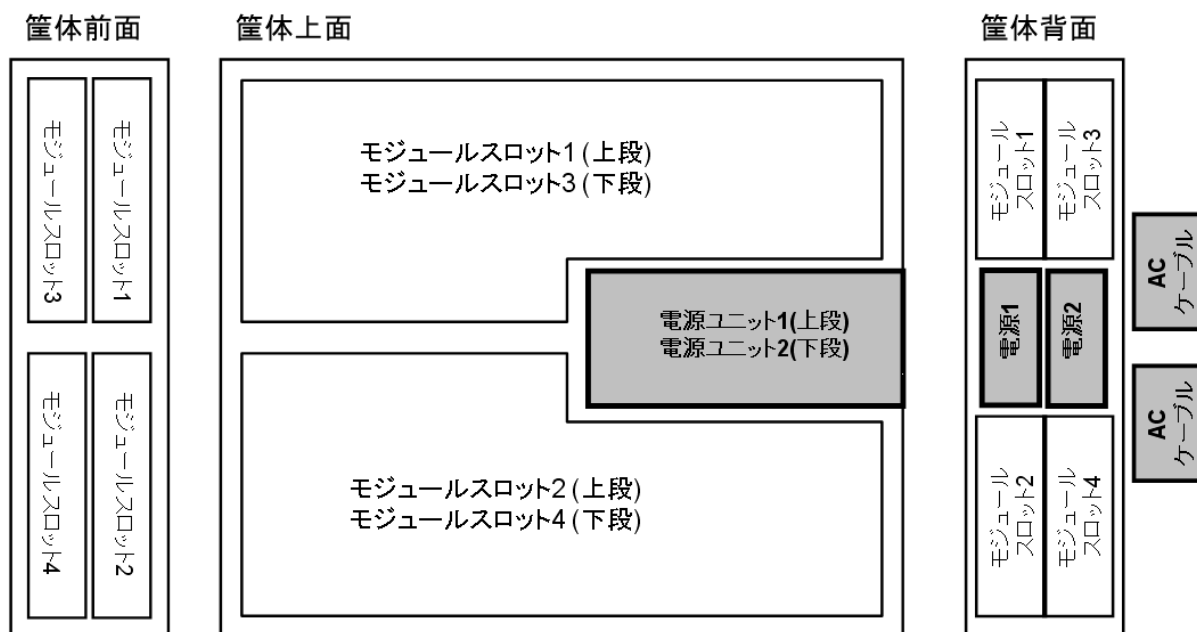 筐体前面
モジュールスロット3
モジュールスロット1
モジュールスロット4
モジュールスロット2
筐体上面
モジュールスロット1 (上段)
モジュールスロット3 (下段)
電源ユニット1(上段)
電源ユニット2(下段)
モジュールスロット2 (上段)
モジュールスロット4 (下段)
筐体背面
モジュール
スロット1
モジュール
スロット3
電源1
電源2
モジュール
スロット2
モジュール
スロット4
AC
ケーブル
AC
ケーブル